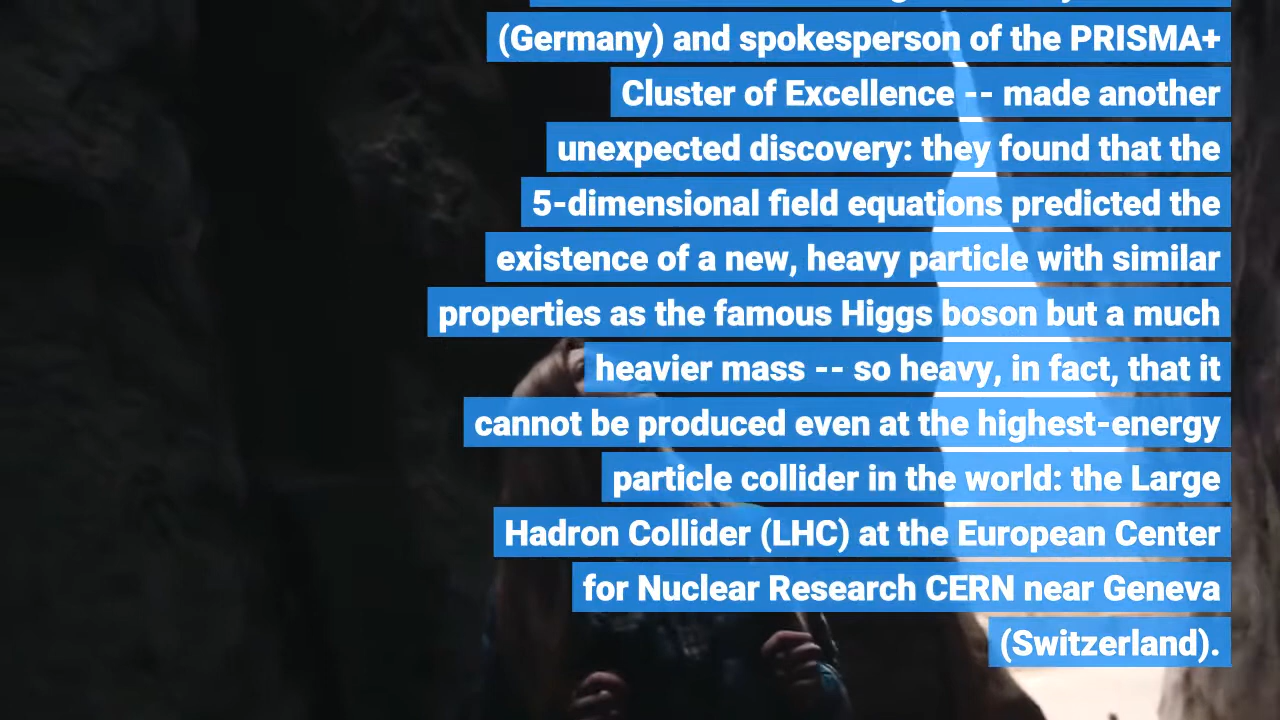 (Germany) and spokesperson of the PRISMA+
Cluster of Excellence -- made another
unexpected discovery: they found that the
5-dimensional field equations predicted the
existence of a new, heavy particle with similar
properties as the famous Higgs boson but a much
heavier mass -- so heavy, in fact, that it
cannot be produced even at the highest-energy
particle collider in the world: the Large
Hadron Collider (LHC) at the European Center
for Nuclear Research CERN near Geneva
(Switzerland).